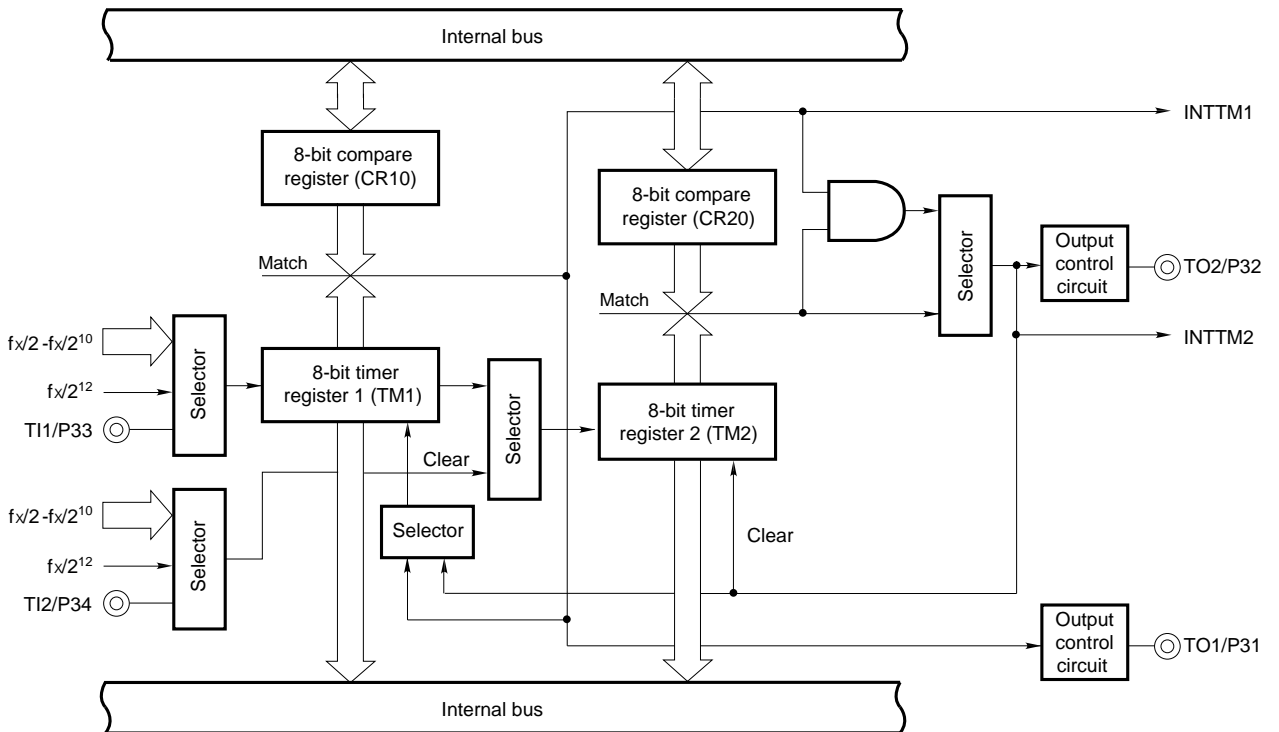 Internal bus
INTTM1
8-bit compare
register (CR10)
8-bit compare
register (CR20)
Selector
Output
control
circuit
TO2/P32
Match
Match
INTTM2
fx/2 -fx/2¹⁰
fx/2¹²
TI1/P33
Selector
8-bit timer
register 1 (TM1)
Selector
8-bit timer
register 2 (TM2)
Clear
fx/2 -fx/2¹⁰
fx/2¹²
TI2/P34
Selector
Selector
Clear
Output
control
circuit
TO1/P31
Internal bus